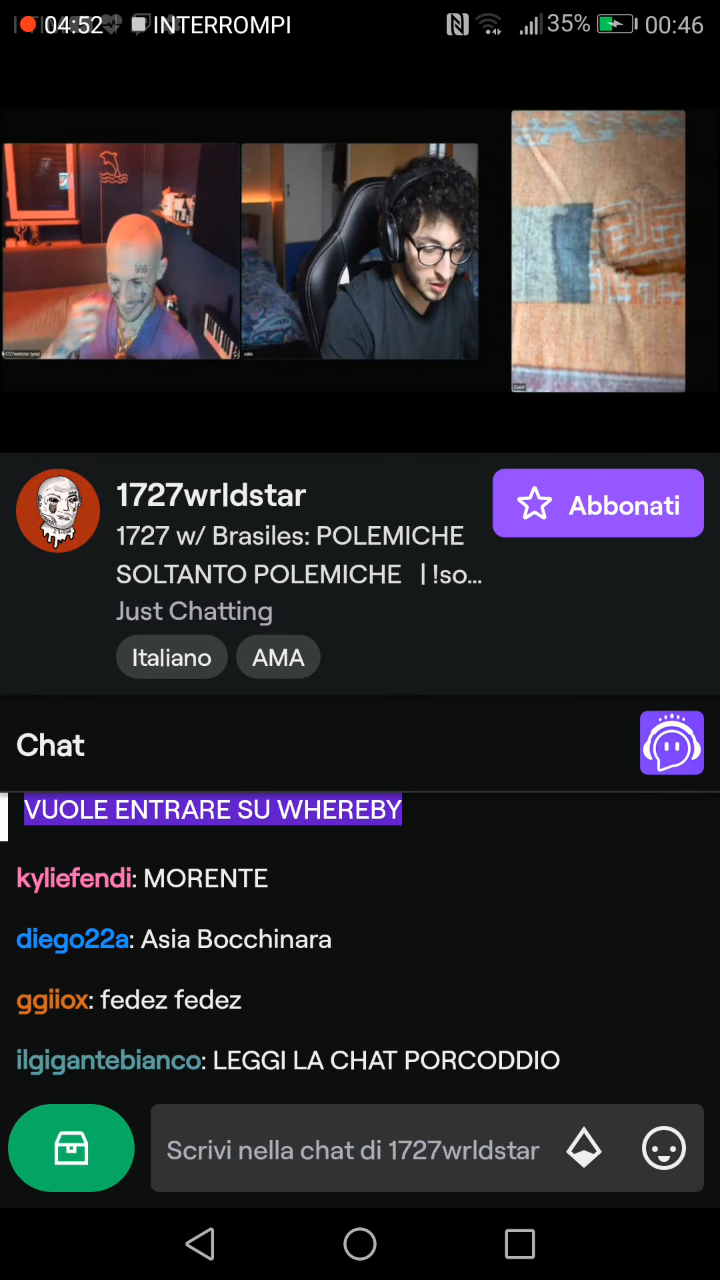 04:52 INTERROMPI 35% 00:46
1727wrldstar
1727 w/ Brasiles: POLEMICHE
SOLTANTO POLEMICHE | !so...
Abbonati
Just Chatting
Italiano AMA
Chat
VUOLE ENTRARE SU WHEREBY
kyliefendi: MORENTE
diego22a: Asia Bocchinara
ggiiox: fedez fedez
ilgigantebianco: LEGGI LA CHAT PORCODDIO
Scrivi nella chat di 1727wrldstar